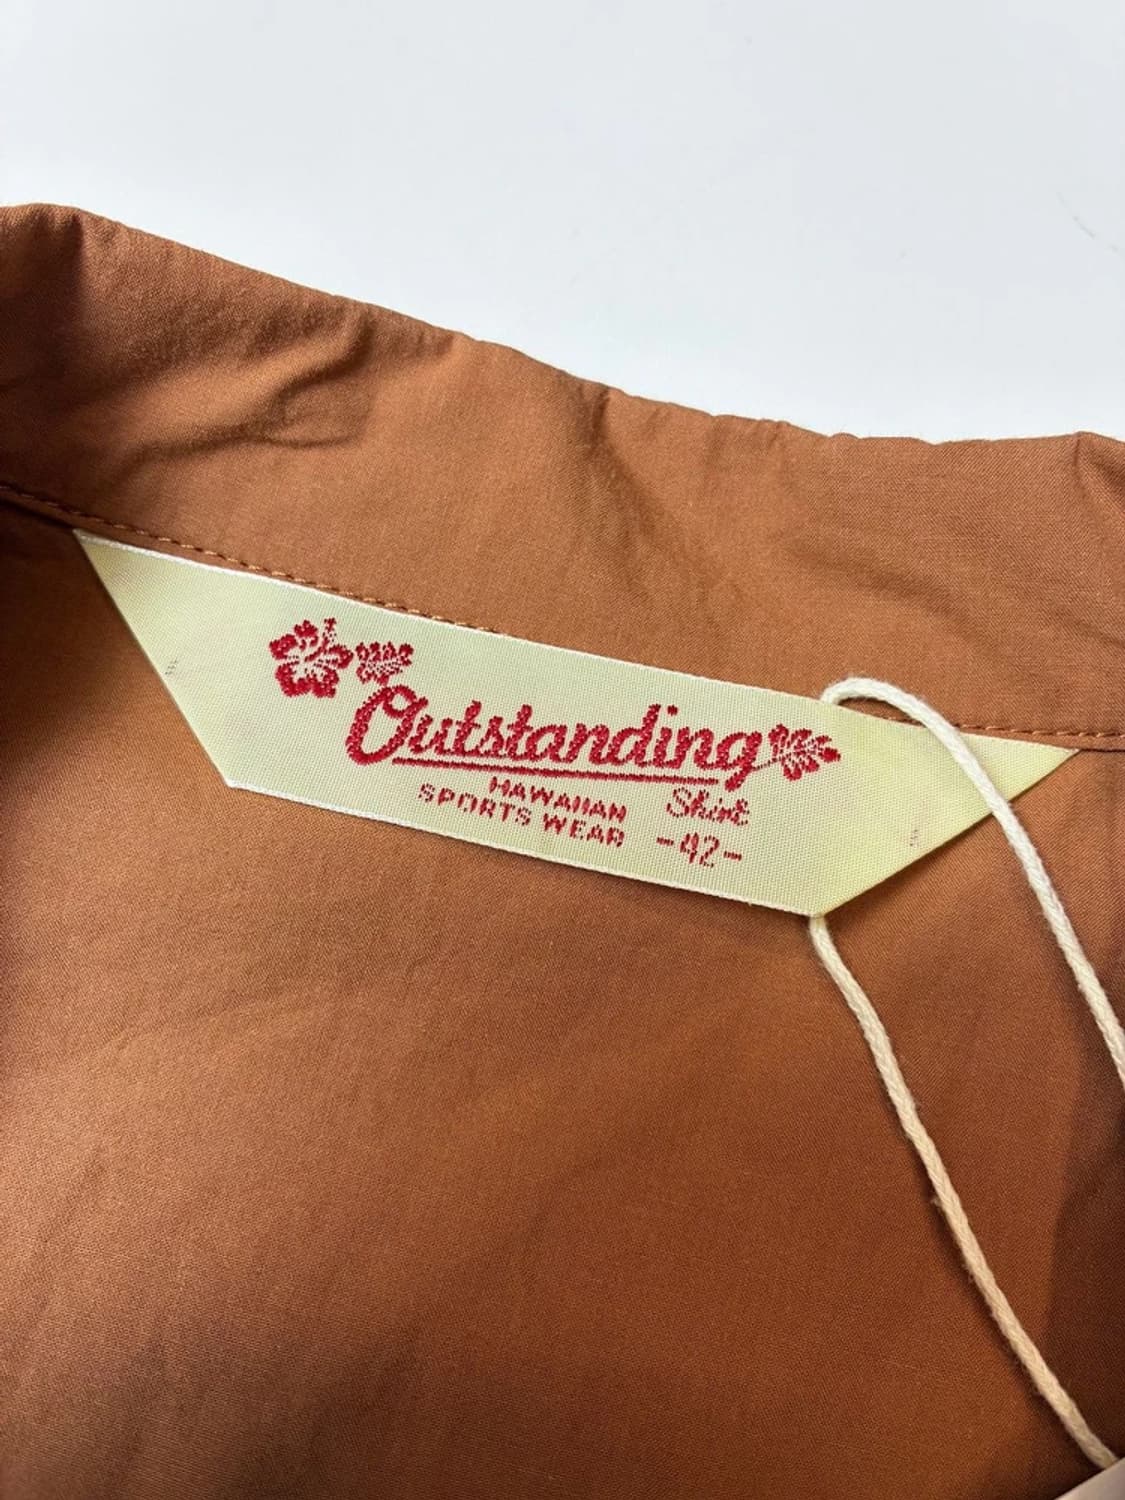 Outstanding
HAWAIIAN
SPORTS WEAR
Shirt
-42-